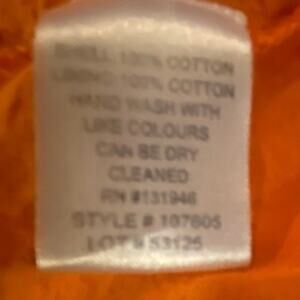 SHELL 100% COTTON
LINING 100% COTTON
HAND WASH WITH
LIKE COLOURS
CAN BE DRY
CLEANED
RN #131946
STYLE # 107605
LOT # 53125